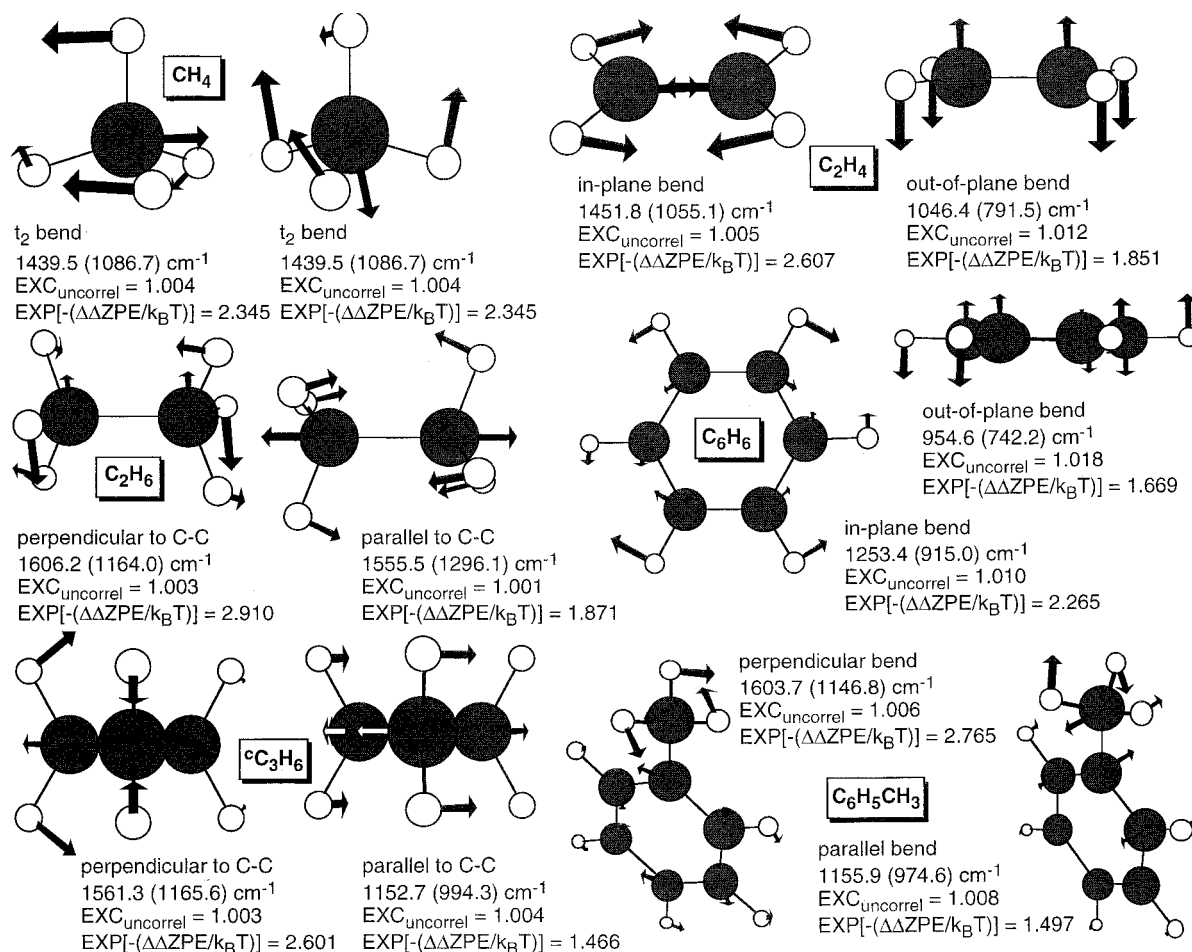 CH4
t2 bend
1439.5 (1086.7) cm-1
EXCuncorrel = 1.004
EXP[-(ΔΔZPE/kBT)] = 2.345
t2 bend
1439.5 (1086.7) cm-1
EXCuncorrel = 1.004
EXP[-(ΔΔZPE/kBT)] = 2.345
C2H4
in-plane bend
1451.8 (1055.1) cm-1
EXCuncorrel = 1.005
EXP[-(ΔΔZPE/kBT)] = 2.607
out-of-plane bend
1046.4 (791.5) cm-1
EXCuncorrel = 1.012
EXP[-(ΔΔZPE/kBT)] = 1.851
C2H6
perpendicular to C-C
1606.2 (1164.0) cm-1
EXCuncorrel = 1.003
EXP[-(ΔΔZPE/kBT)] = 2.910
parallel to C-C
1555.5 (1296.1) cm-1
EXCuncorrel = 1.001
EXP[-(ΔΔZPE/kBT)] = 1.871
C6H6
out-of-plane bend
954.6 (742.2) cm-1
EXCuncorrel = 1.018
EXP[-(ΔΔZPE/kBT)] = 1.669
in-plane bend
1253.4 (915.0) cm-1
EXCuncorrel = 1.010
EXP[-(ΔΔZPE/kBT)] = 2.265
cC3H6
perpendicular to C-C
1561.3 (1165.6) cm-1
EXCuncorrel = 1.003
EXP[-(ΔΔZPE/kBT)] = 2.601
parallel to C-C
1152.7 (994.3) cm-1
EXCuncorrel = 1.004
EXP[-(ΔΔZPE/kBT)] = 1.466
perpendicular bend
1603.7 (1146.8) cm-1
EXCuncorrel = 1.006
EXP[-(ΔΔZPE/kBT)] = 2.765
C6H5CH3
parallel bend
1155.9 (974.6) cm-1
EXCuncorrel = 1.008
EXP[-(ΔΔZPE/kBT)] = 1.497